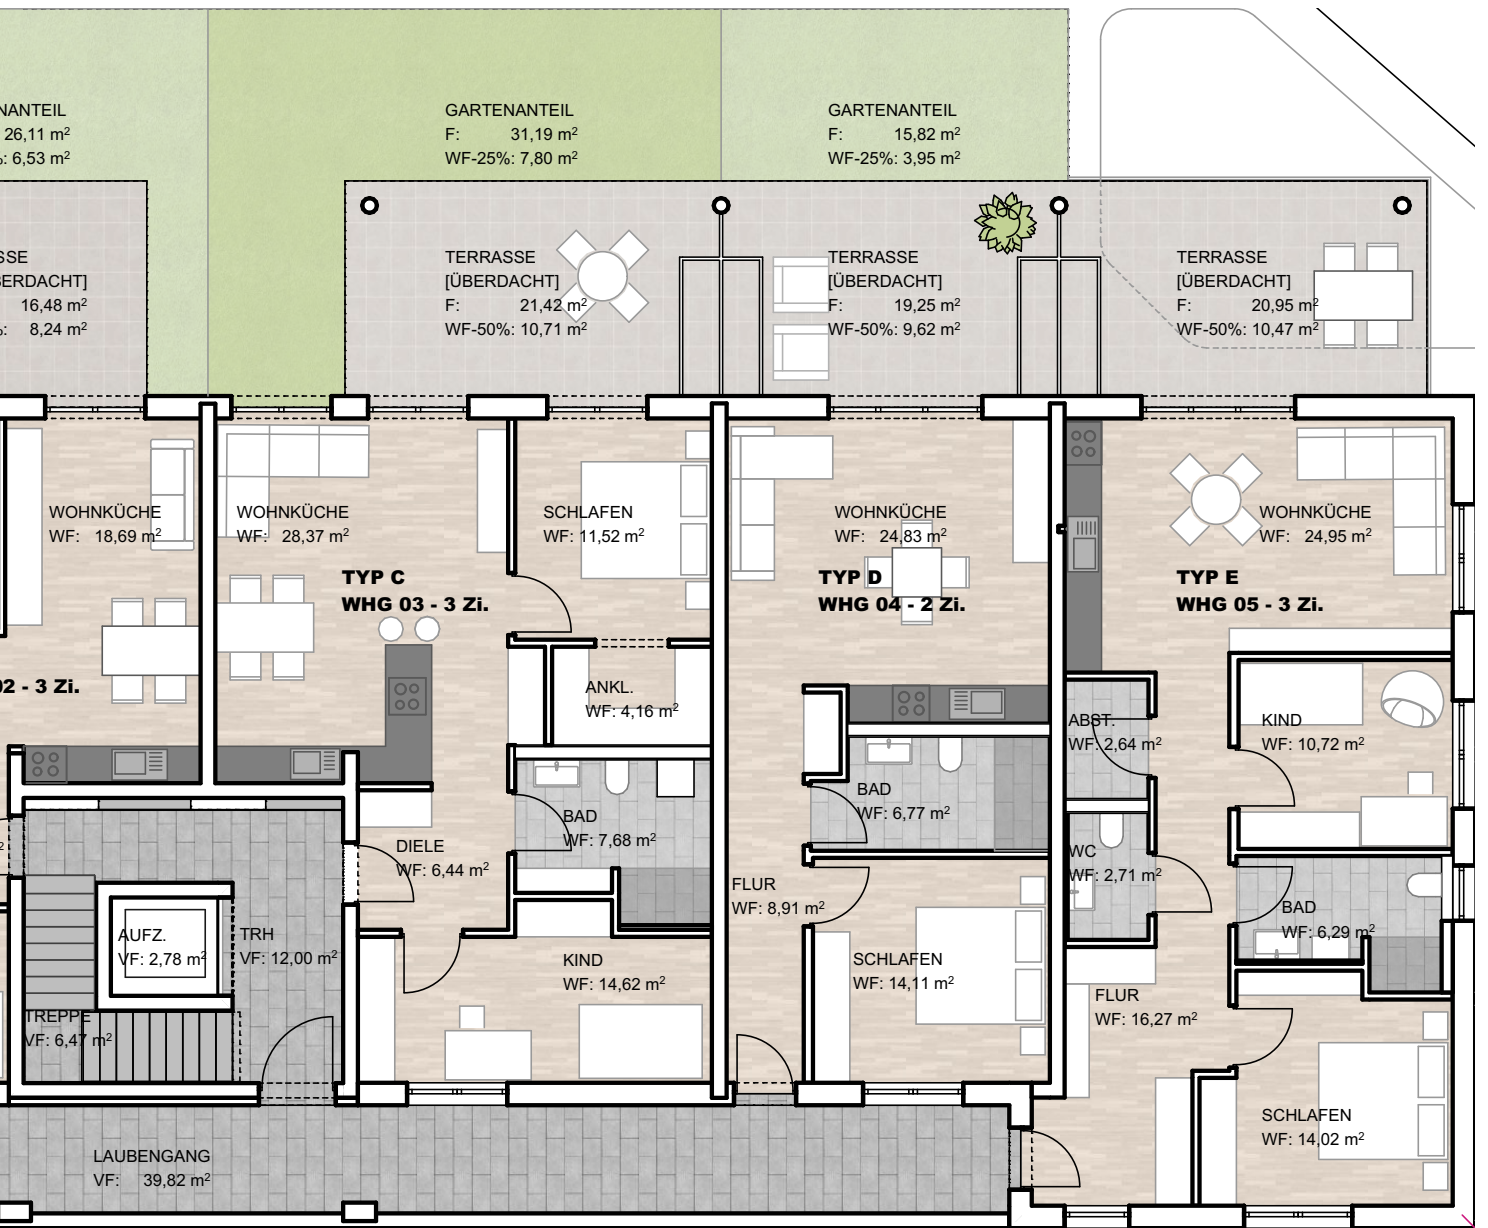 NANTEIL
26,11 m²
%: 6,53 m²
GARTENANTEIL
F: 31,19 m²
WF-25%: 7,80 m²
GARTENANTEIL
F: 15,82 m²
WF-25%: 3,95 m²
SSE
BERDACHT]
16,48 m²
%: 8,24 m²
TERRASSE
[ÜBERDACHT]
F: 21,42 m²
WF-50%: 10,71 m²
TERRASSE
[ÜBERDACHT]
F: 19,25 m²
WF-50%: 9,62 m²
TERRASSE
[ÜBERDACHT]
F: 20,95 m²
WF-50%: 10,47 m²
WOHNKÜCHE
WF: 18,69 m²
02 - 3 Zi.
WOHNKÜCHE
WF: 28,37 m²
TYP C
WHG 03 - 3 Zi.
SCHLAFEN
WF: 11,52 m²
ANKL.
WF: 4,16 m²
WOHNKÜCHE
WF: 24,83 m²
TYP D
WHG 04 - 2 Zi.
WOHNKÜCHE
WF: 24,95 m²
TYP E
WHG 05 - 3 Zi.
ABST.
WF: 2,64 m²
KIND
WF: 10,72 m²
BAD
WF: 7,68 m²
BAD
WF: 6,77 m²
DIELE
WF: 6,44 m²
WC
WF: 2,71 m²
FLUR
WF: 8,91 m²
BAD
WF: 6,29 m²
AUFZ.
VF: 2,78 m²
TRH
VF: 12,00 m²
KIND
WF: 14,62 m²
SCHLAFEN
WF: 14,11 m²
FLUR
WF: 16,27 m²
TREPPE
VF: 6,47 m²
SCHLAFEN
WF: 14,02 m²
LAUBENGANG
VF: 39,82 m²